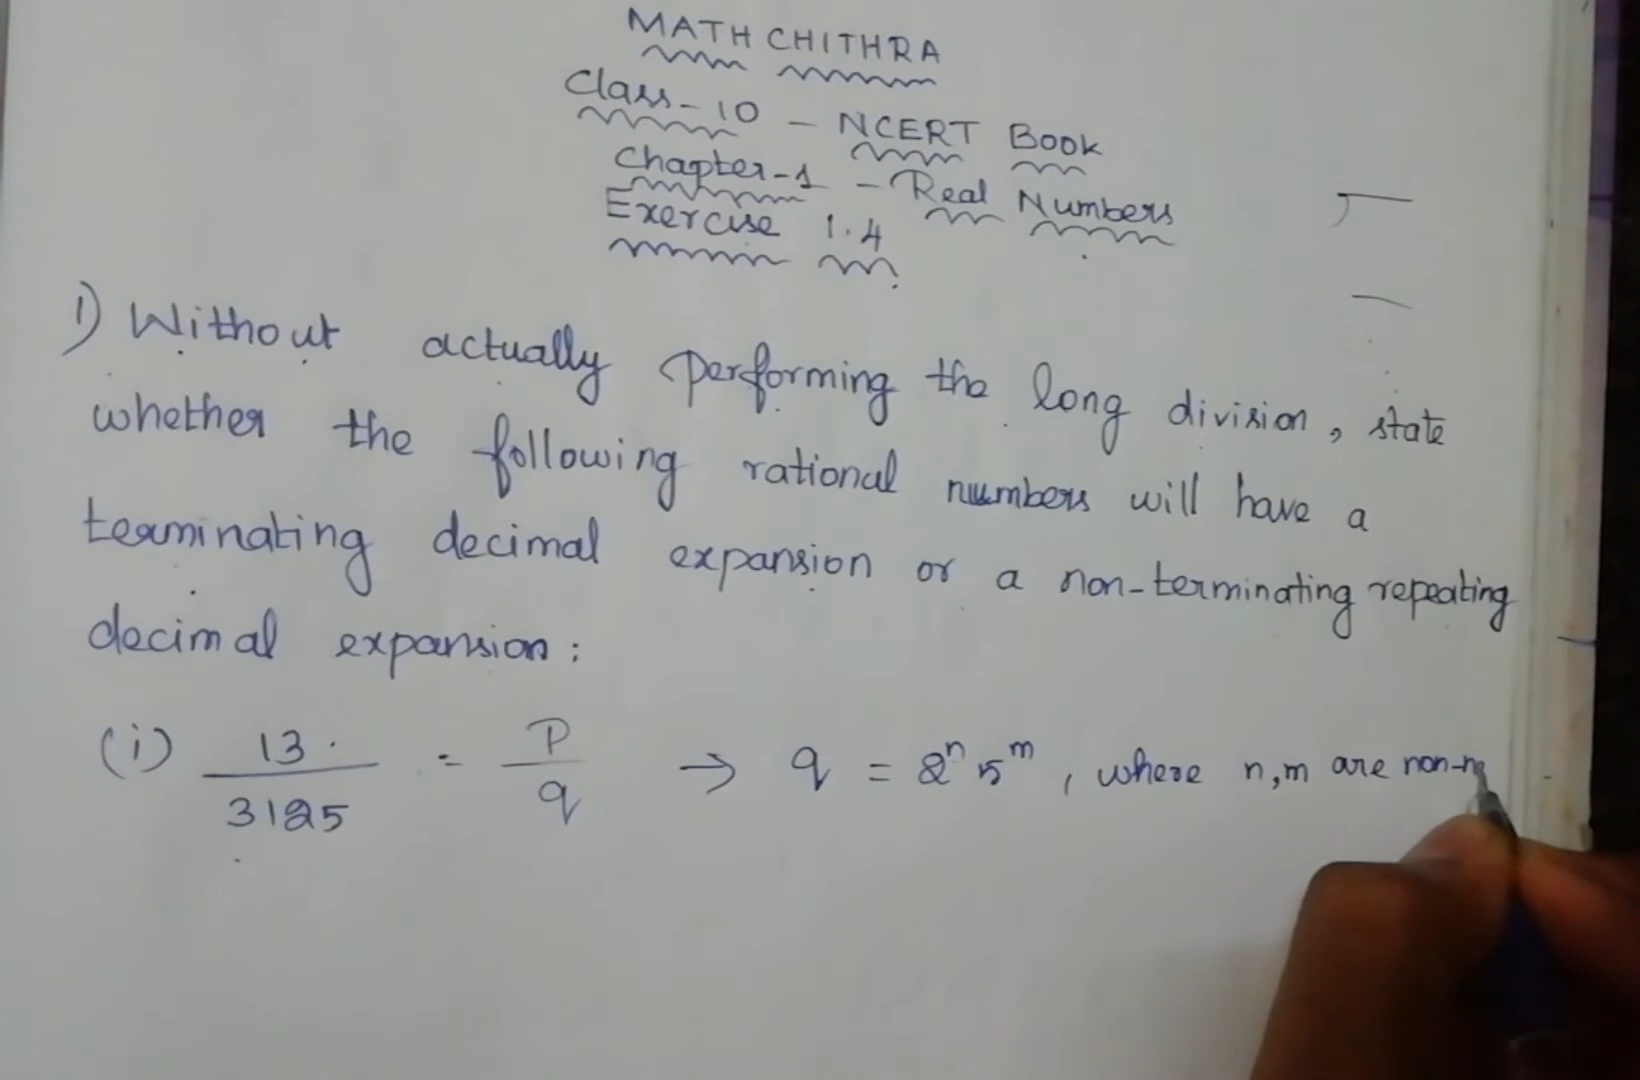 MATH CHITHRA
Class-10 - NCERT Book
Chapter-1 - Real Numbers
Exercise 1.4
1) Without actually performing the long division, state
whether the following rational numbers will have a
terminating decimal expansion or a non-terminating repeating
decimal expansion:
(i) 13/3125 = P/q → q = 2ⁿ 5ᵐ, where n,m are non-n